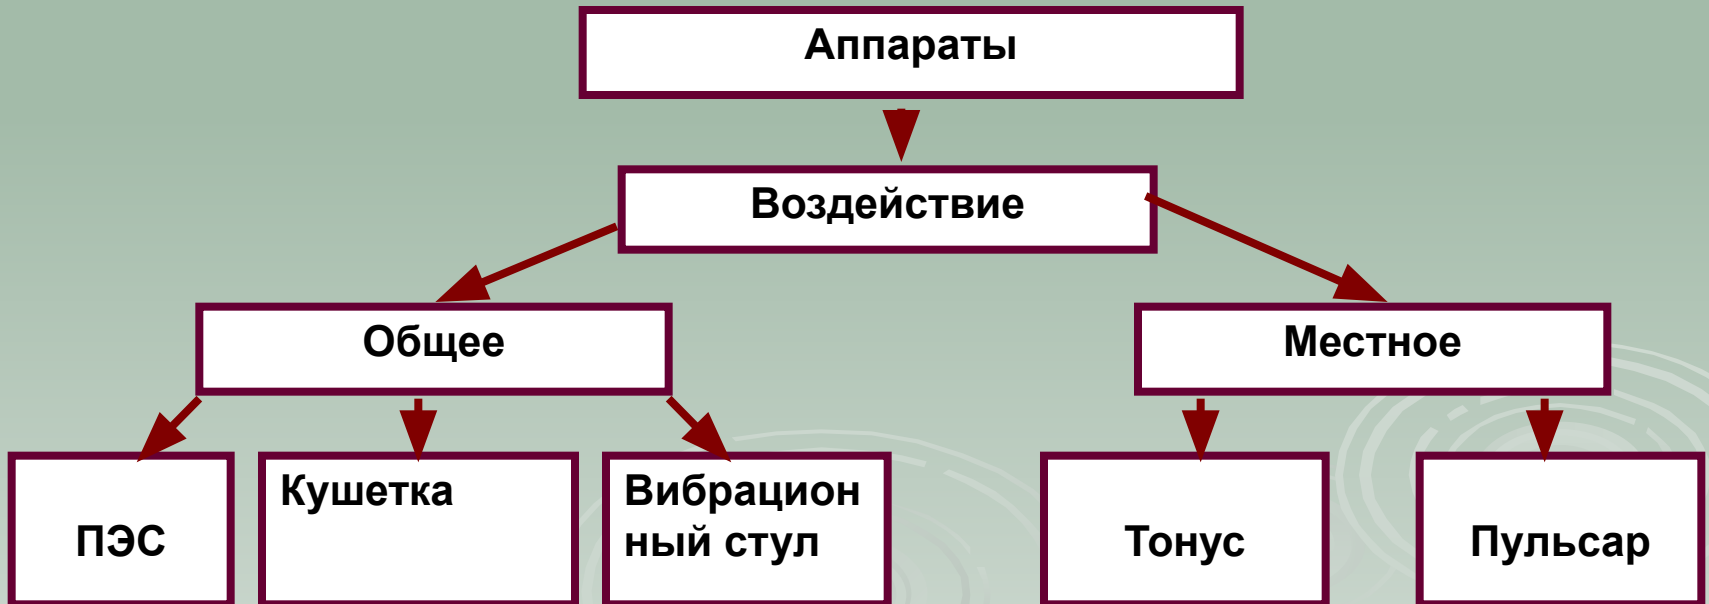 Аппараты
Воздействие
Общее
Местное
ПЭС
Кушетка
Вибрацион
ный стул
Тонус
Пульсар